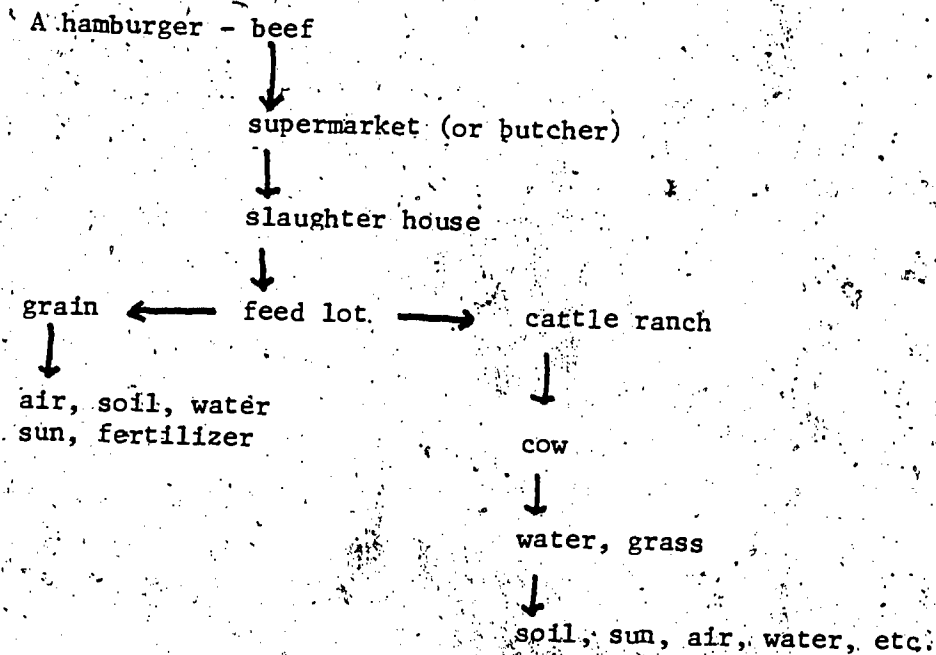 A hamburger - beef
supermarket (or butcher)
slaughter house
grain
feed lot
cattle ranch
air, soil, water
sun, fertilizer
cow
water, grass
soil, sun, air, water, etc.